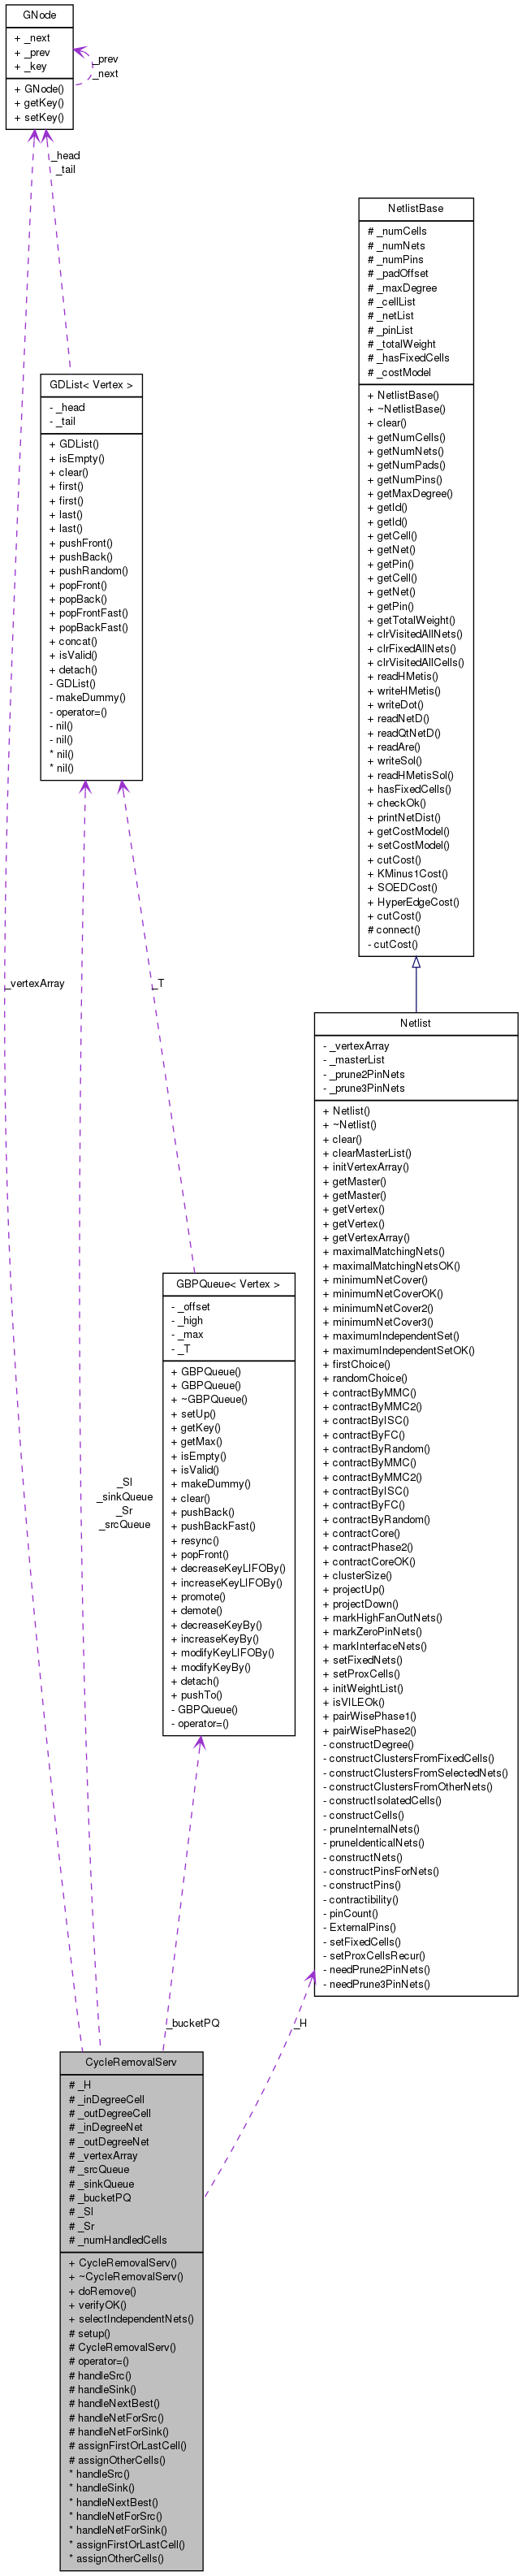 GNode
+ _next
+ _prev
+ _key
+ GNode()
+ getKey()
+ setKey()
_prev
_next
_head
_tail
NetlistBase
# _numCells
# _numNets
# _numPins
# _padOffset
# _maxDegree
# _cellList
# _netList
# _pinList
# _totalWeight
# _hasFixedCells
# _costModel
+ NetlistBase()
+ ~NetlistBase()
+ clear()
+ getNumCells()
+ getNumNets()
+ getNumPads()
+ getNumPins()
+ getMaxDegree()
+ getId()
+ getId()
+ getCell()
+ getNet()
+ getPin()
+ getCell()
+ getNet()
+ getPin()
+ getTotalWeight()
+ clrVisitedAllNets()
+ clrFixedAllNets()
+ clrVisitedAllCells()
+ readHMetis()
+ writeHMetis()
+ writeDot()
+ readNetD()
+ readQtNetD()
+ readAre()
+ writeSol()
+ readHMetisSol()
+ hasFixedCells()
+ checkOk()
+ printNetDist()
+ getCostModel()
+ setCostModel()
+ cutCost()
+ KMinus1Cost()
+ SOEDCost()
+ HyperEdgeCost()
+ cutCost()
# connect()
- cutCost()
GDList< Vertex >
- _head
- _tail
+ GDList()
+ isEmpty()
+ clear()
+ first()
+ first()
+ last()
+ last()
+ pushFront()
+ pushBack()
+ pushRandom()
+ popFront()
+ popBack()
+ popFrontFast()
+ popBackFast()
+ concat()
+ isValid()
+ detach()
- GDList()
- makeDummy()
- operator=()
- nil()
- nil()
* nil()
* nil()
_vertexArray
_T
Netlist
- _vertexArray
- _masterList
- _prune2PinNets
- _prune3PinNets
+ Netlist()
+ ~Netlist()
+ clear()
+ clearMasterList()
+ initVertexArray()
+ getMaster()
+ getMaster()
+ getVertex()
+ getVertex()
+ getVertexArray()
+ maximalMatchingNets()
+ maximalMatchingNetsOK()
+ minimumNetCover()
+ minimumNetCoverOK()
+ minimumNetCover2()
+ minimumNetCover3()
+ maximumIndependentSet()
+ maximumIndependentSetOK()
+ firstChoice()
+ randomChoice()
+ contractByMMC()
+ contractByMMC2()
+ contractByISC()
+ contractByFC()
+ contractByRandom()
+ contractByMMC()
+ contractByMMC2()
+ contractByISC()
+ contractByFC()
+ contractByRandom()
+ contractCore()
+ contractPhase2()
+ contractCoreOK()
+ clusterSize()
+ projectUp()
+ projectDown()
+ markHighFanOutNets()
+ markZeroPinNets()
+ markInterfaceNets()
+ setFixedNets()
+ setProxCells()
+ initWeightList()
+ isVILEOk()
+ pairWisePhase1()
+ pairWisePhase2()
- constructDegree()
- constructClustersFromFixedCells()
- constructClustersFromSelectedNets()
- constructClustersFromOtherNets()
- constructIsolatedCells()
- constructCells()
- pruneInternalNets()
- pruneIdenticalNets()
- constructNets()
- constructPinsForNets()
- constructPins()
- contractibility()
- pinCount()
- ExternalPins()
- setFixedCells()
- setProxCellsRecur()
- needPrune2PinNets()
- needPrune3PinNets()
GBPQueue< Vertex >
- _offset
- _high
- _max
- _T
+ GBPQueue()
+ GBPQueue()
+ ~GBPQueue()
+ setUp()
+ getKey()
+ getMax()
+ isEmpty()
+ isValid()
+ makeDummy()
+ clear()
+ pushBack()
+ pushBackFast()
+ resync()
+ popFront()
+ decreaseKeyLIFOBy()
+ increaseKeyLIFOBy()
+ promote()
+ demote()
+ decreaseKeyBy()
+ increaseKeyBy()
+ modifyKeyLIFOBy()
+ modifyKeyBy()
+ detach()
+ pushTo()
- GBPQueue()
- operator=()
_Sl
_sinkQueue
_Sr
_srcQueue
_bucketPQ
_H
CycleRemovalServ
# _H
# _inDegreeCell
# _outDegreeCell
# _inDegreeNet
# _outDegreeNet
# _vertexArray
# _srcQueue
# _sinkQueue
# _bucketPQ
# _Sl
# _Sr
# _numHandledCells
+ CycleRemovalServ()
+ ~CycleRemovalServ()
+ doRemove()
+ verifyOK()
+ selectIndependentNets()
# setup()
# CycleRemovalServ()
# operator=()
# handleSrc()
# handleSink()
# handleNextBest()
# handleNetForSrc()
# handleNetForSink()
# assignFirstOrLastCell()
# assignOtherCells()
* handleSrc()
* handleSink()
* handleNextBest()
* handleNetForSrc()
* handleNetForSink()
* assignFirstOrLastCell()
* assignOtherCells()